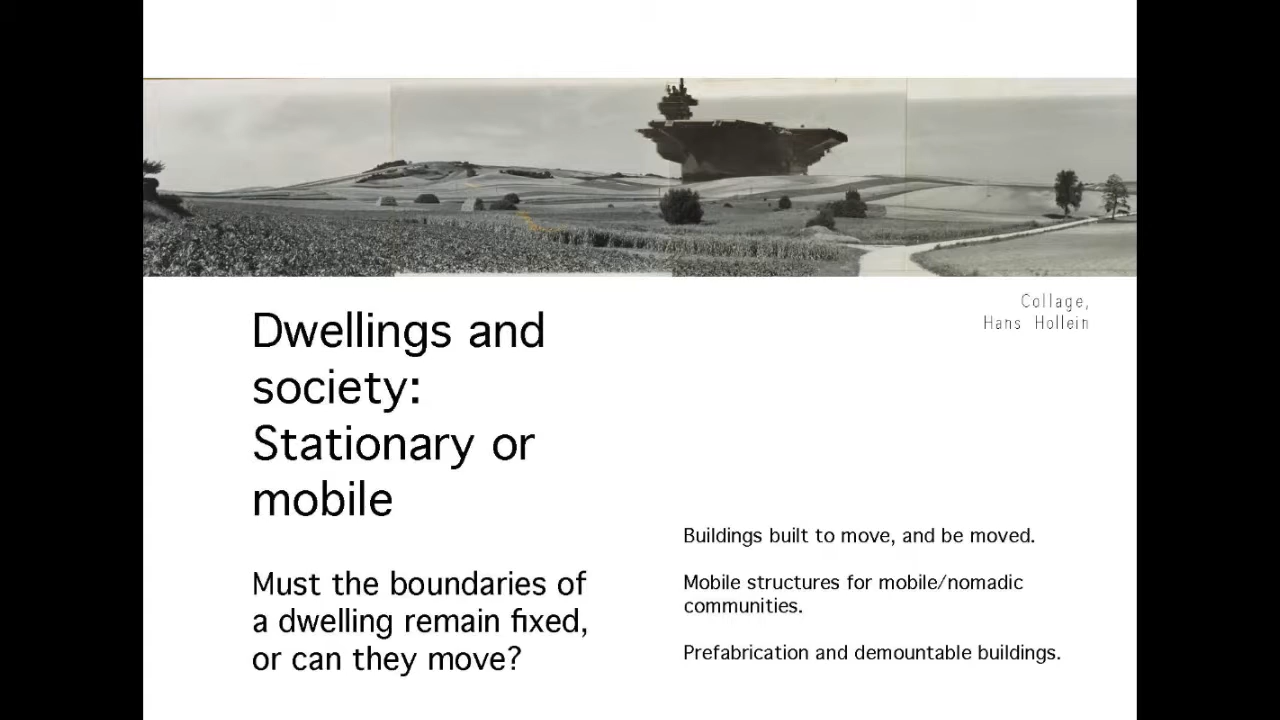 Collage,
Hans Hollein
Dwellings and
society:
Stationary or
mobile
Must the boundaries of
a dwelling remain fixed,
or can they move?
Buildings built to move, and be moved.
Mobile structures for mobile/nomadic
communities.
Prefabrication and demountable buildings.